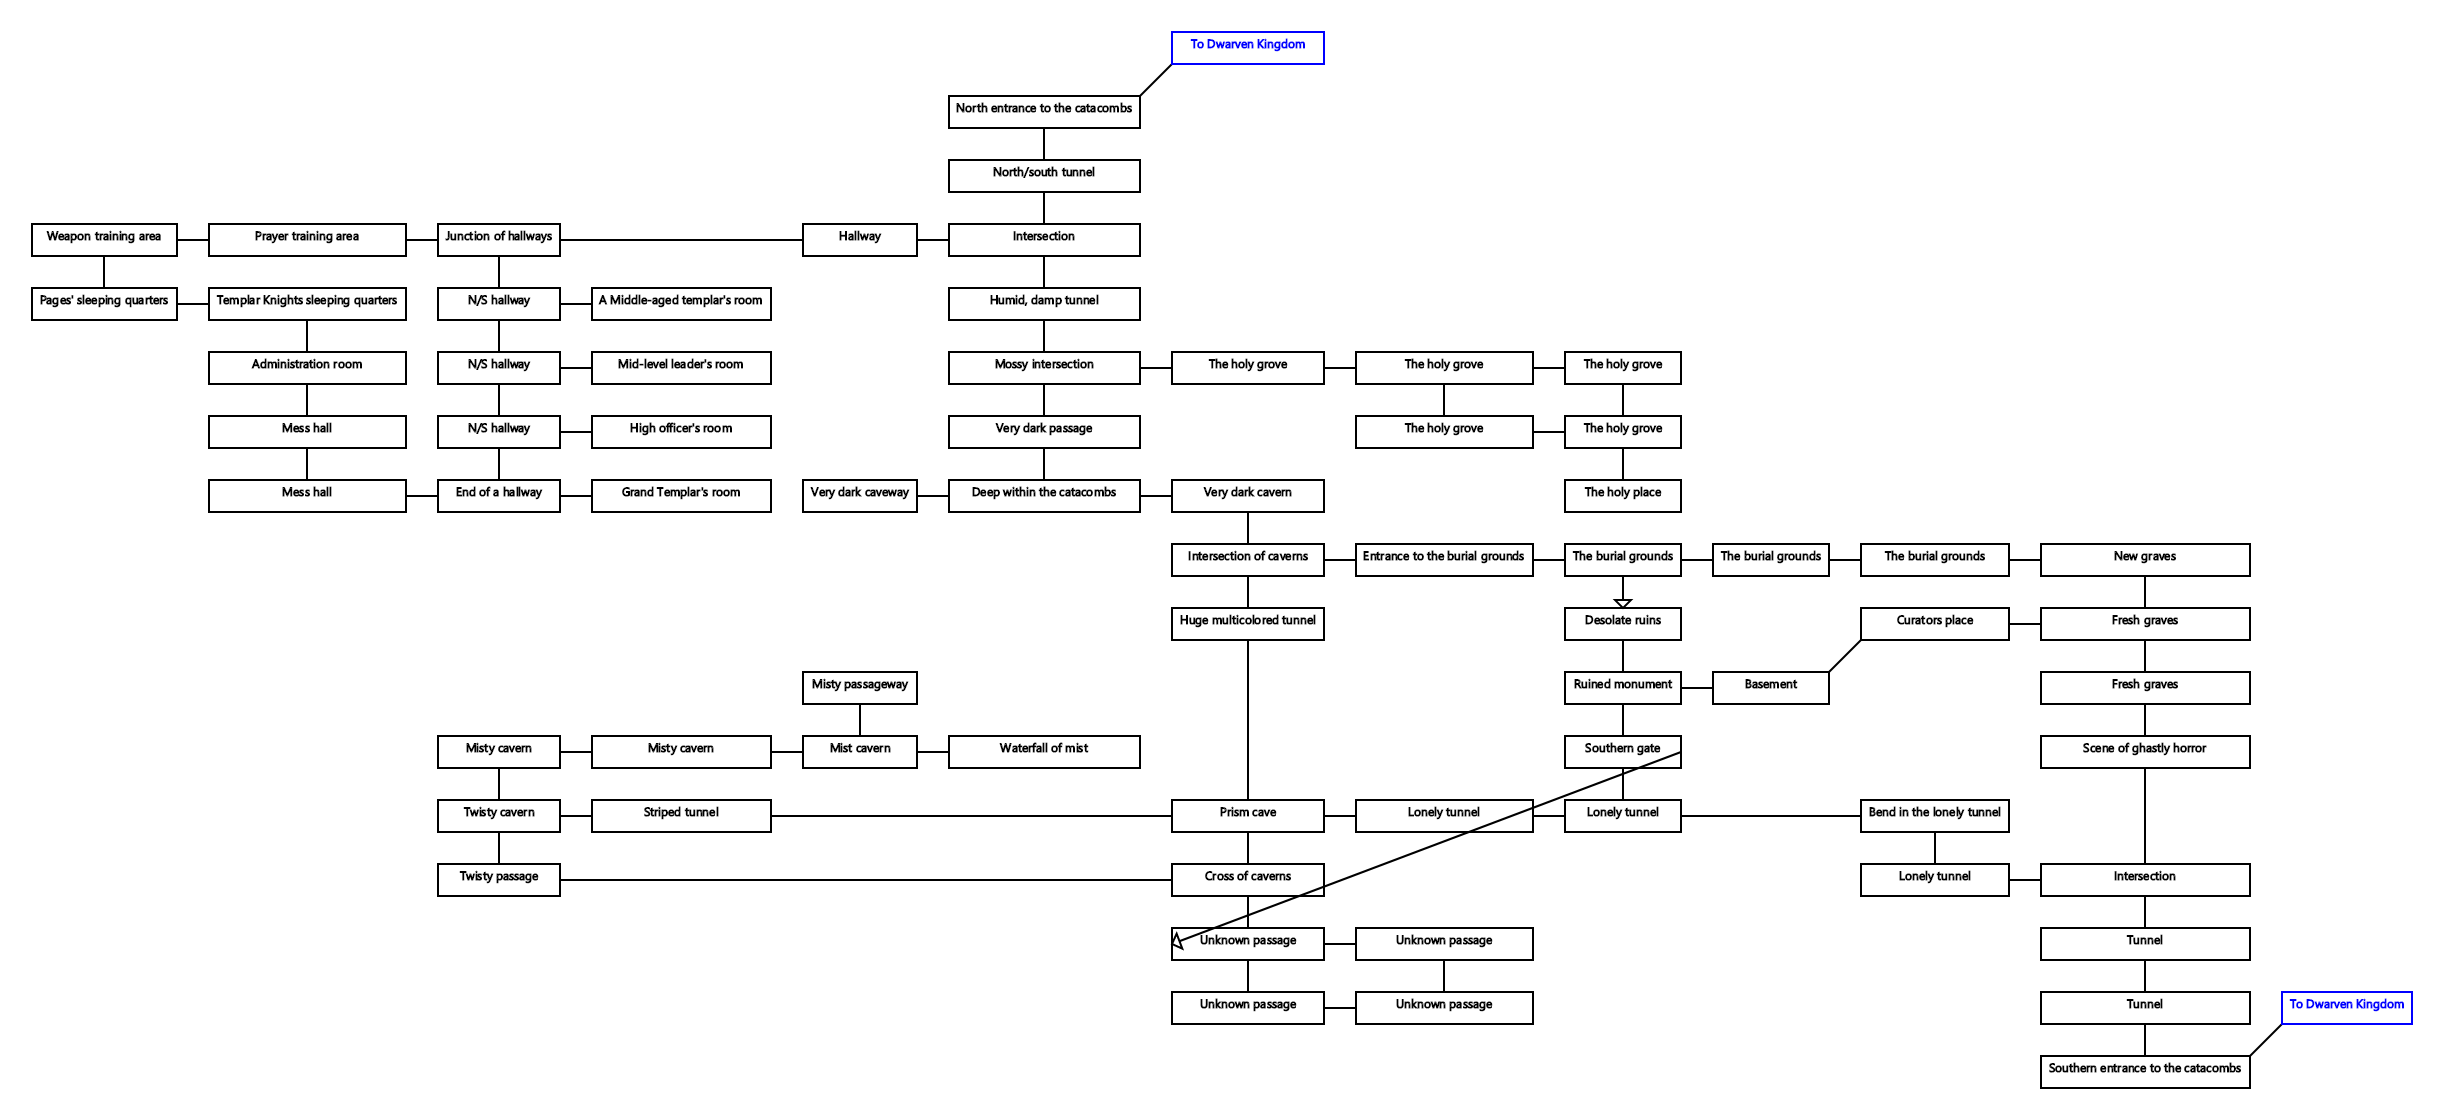 To Dwarven Kingdom
North entrance to the catacombs
North/south tunnel
Weapon training area
Prayer training area
Junction of hallways
Hallway
Intersection
Pages' sleeping quarters
Templar Knights sleeping quarters
N/S hallway
A Middle-aged templar's room
Humid, damp tunnel
Administration room
N/S hallway
Mid-level leader's room
Mossy intersection
The holy grove
The holy grove
The holy grove
Mess hall
N/S hallway
High officer's room
Very dark passage
The holy grove
The holy grove
Mess hall
End of a hallway
Grand Templar's room
Very dark caveway
Deep within the catacombs
Very dark cavern
The holy place
Intersection of caverns
Entrance to the burial grounds
The burial grounds
The burial grounds
The burial grounds
New graves
Huge multicolored tunnel
Desolate ruins
Curators place
Fresh graves
Misty passageway
Ruined monument
Basement
Fresh graves
Misty cavern
Misty cavern
Mist cavern
Waterfall of mist
Southern gate
Scene of ghastly horror
Twisty cavern
Striped tunnel
Prism cave
Lonely tunnel
Lonely tunnel
Bend in the lonely tunnel
Twisty passage
Cross of caverns
Lonely tunnel
Intersection
Unknown passage
Unknown passage
Tunnel
Unknown passage
Unknown passage
Tunnel
To Dwarven Kingdom
Southern entrance to the catacombs